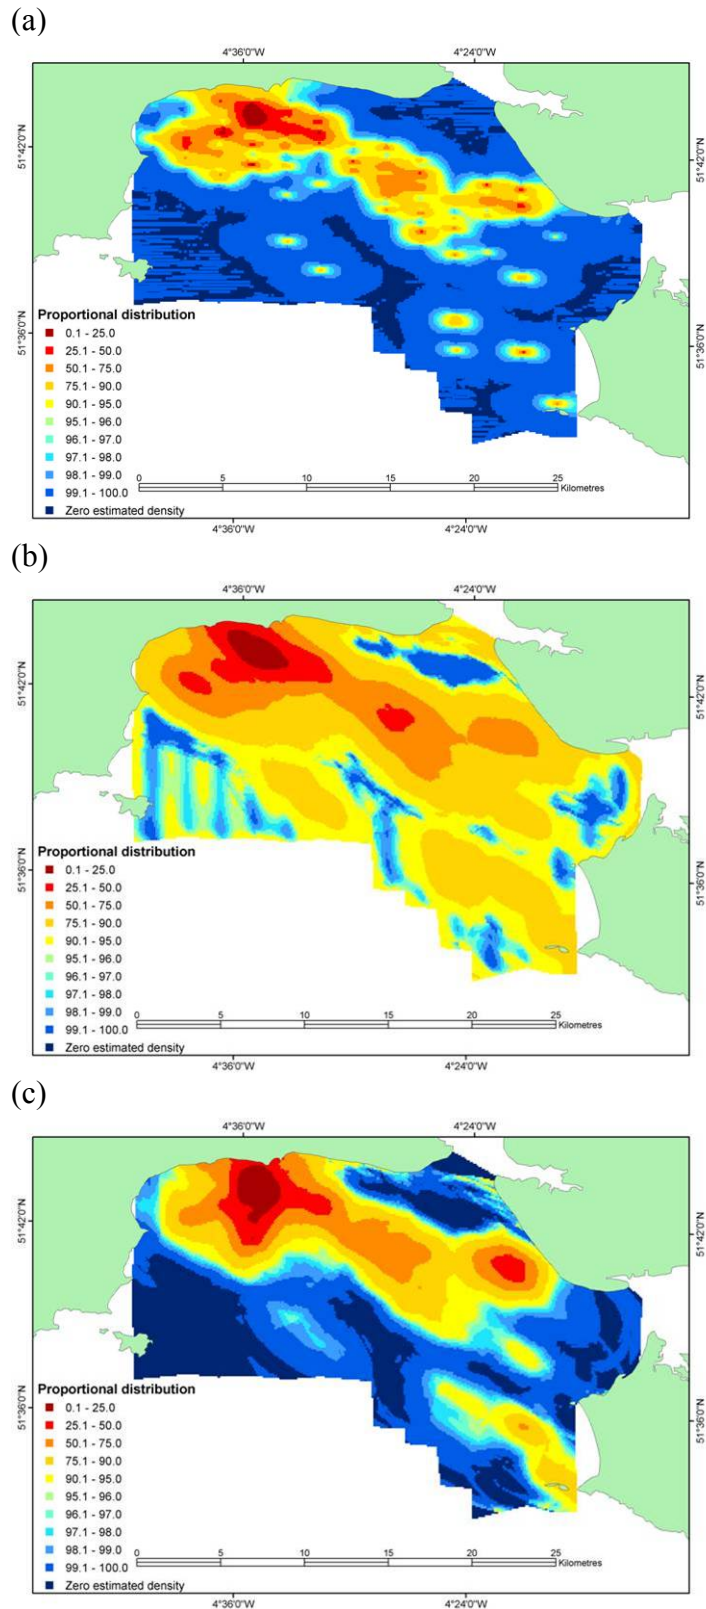 (a)
4°36'0"W 4°24'0"W
51°42'0"N 51°42'0"N
51°36'0"N 51°36'0"N
Proportional distribution
0.1 - 25.0
25.1 - 50.0
50.1 - 75.0
75.1 - 90.0
90.1 - 95.0
95.1 - 96.0
96.1 - 97.0
97.1 - 98.0
98.1 - 99.0
99.1 - 100.0
Zero estimated density
0 5 10 15 20 25
Kilometres
4°36'0"W 4°24'0"W
(b)
4°36'0"W 4°24'0"W
51°42'0"N 51°42'0"N
51°36'0"N 51°36'0"N
Proportional distribution
0.1 - 25.0
25.1 - 50.0
50.1 - 75.0
75.1 - 90.0
90.1 - 95.0
95.1 - 96.0
96.1 - 97.0
97.1 - 98.0
98.1 - 99.0
99.1 - 100.0
Zero estimated density
0 5 10 15 20 25
Kilometres
4°36'0"W 4°24'0"W
(c)
4°36'0"W 4°24'0"W
51°42'0"N 51°42'0"N
51°36'0"N 51°36'0"N
Proportional distribution
0.1 - 25.0
25.1 - 50.0
50.1 - 75.0
75.1 - 90.0
90.1 - 95.0
95.1 - 96.0
96.1 - 97.0
97.1 - 98.0
98.1 - 99.0
99.1 - 100.0
Zero estimated density
0 5 10 15 20 25
Kilometres
4°36'0"W 4°24'0"W